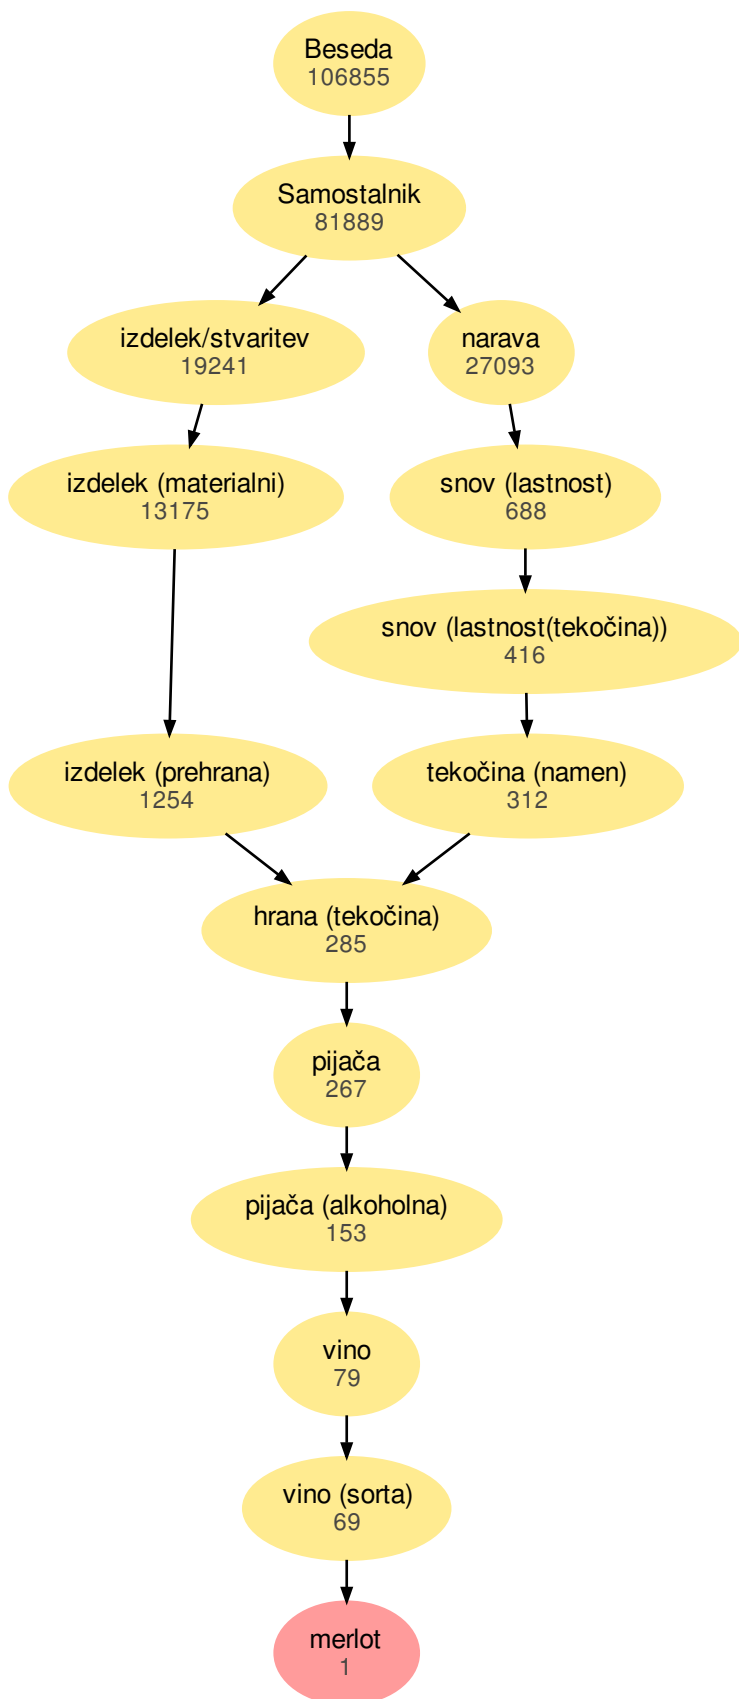 Beseda
106855
Samostalnik
81889
izdelek/stvaritev
19241
narava
27093
izdelek (materialni)
13175
snov (lastnost)
688
snov (lastnost(tekočina))
416
izdelek (prehrana)
1254
tekočina (namen)
312
hrana (tekočina)
285
pijača
267
pijača (alkoholna)
153
vino
79
vino (sorta)
69
merlot
1